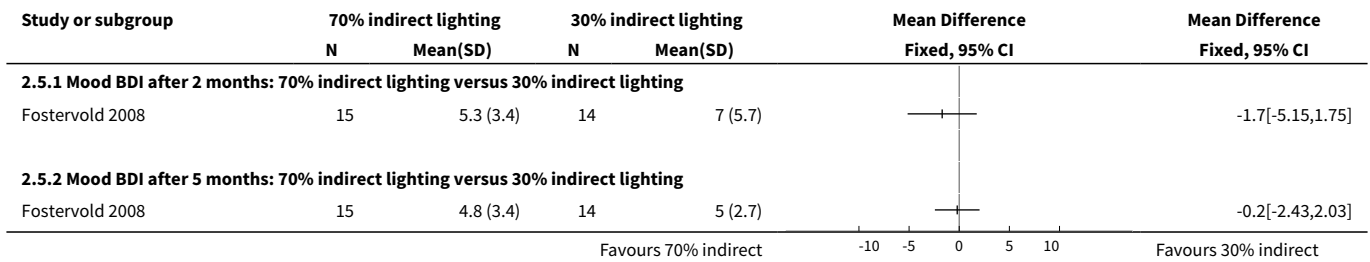 Study or subgroup 70% indirect lighting 30% indirect lighting Mean Difference Mean Difference
N Mean(SD) N Mean(SD) Fixed, 95% CI Fixed, 95% CI
2.5.1 Mood BDI after 2 months: 70% indirect lighting versus 30% indirect lighting
Fostervold 2008 15 5.3 (3.4) 14 7 (5.7) -1.7[-5.15,1.75]
2.5.2 Mood BDI after 5 months: 70% indirect lighting versus 30% indirect lighting
Fostervold 2008 15 4.8 (3.4) 14 5 (2.7) -0.2[-2.43,2.03]
Favours 70% indirect -10 -5 0 5 10 Favours 30% indirect